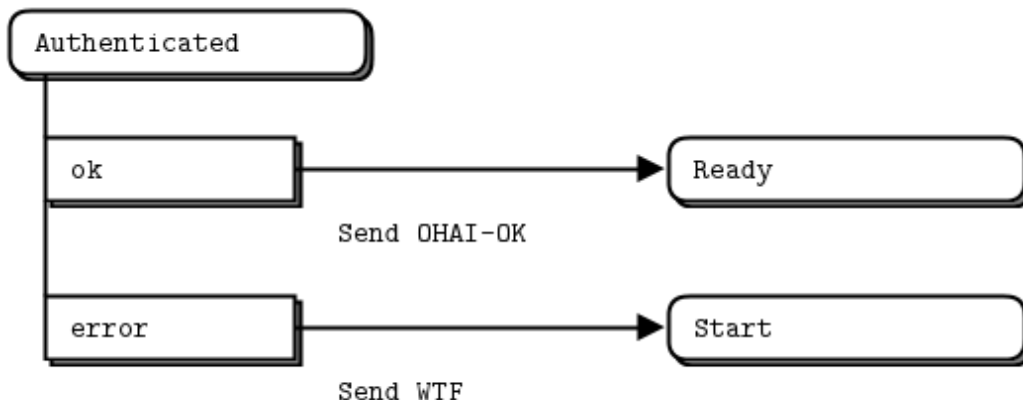 Authenticated
ok
Ready
Send OHAI-OK
error
Start
Send WTF